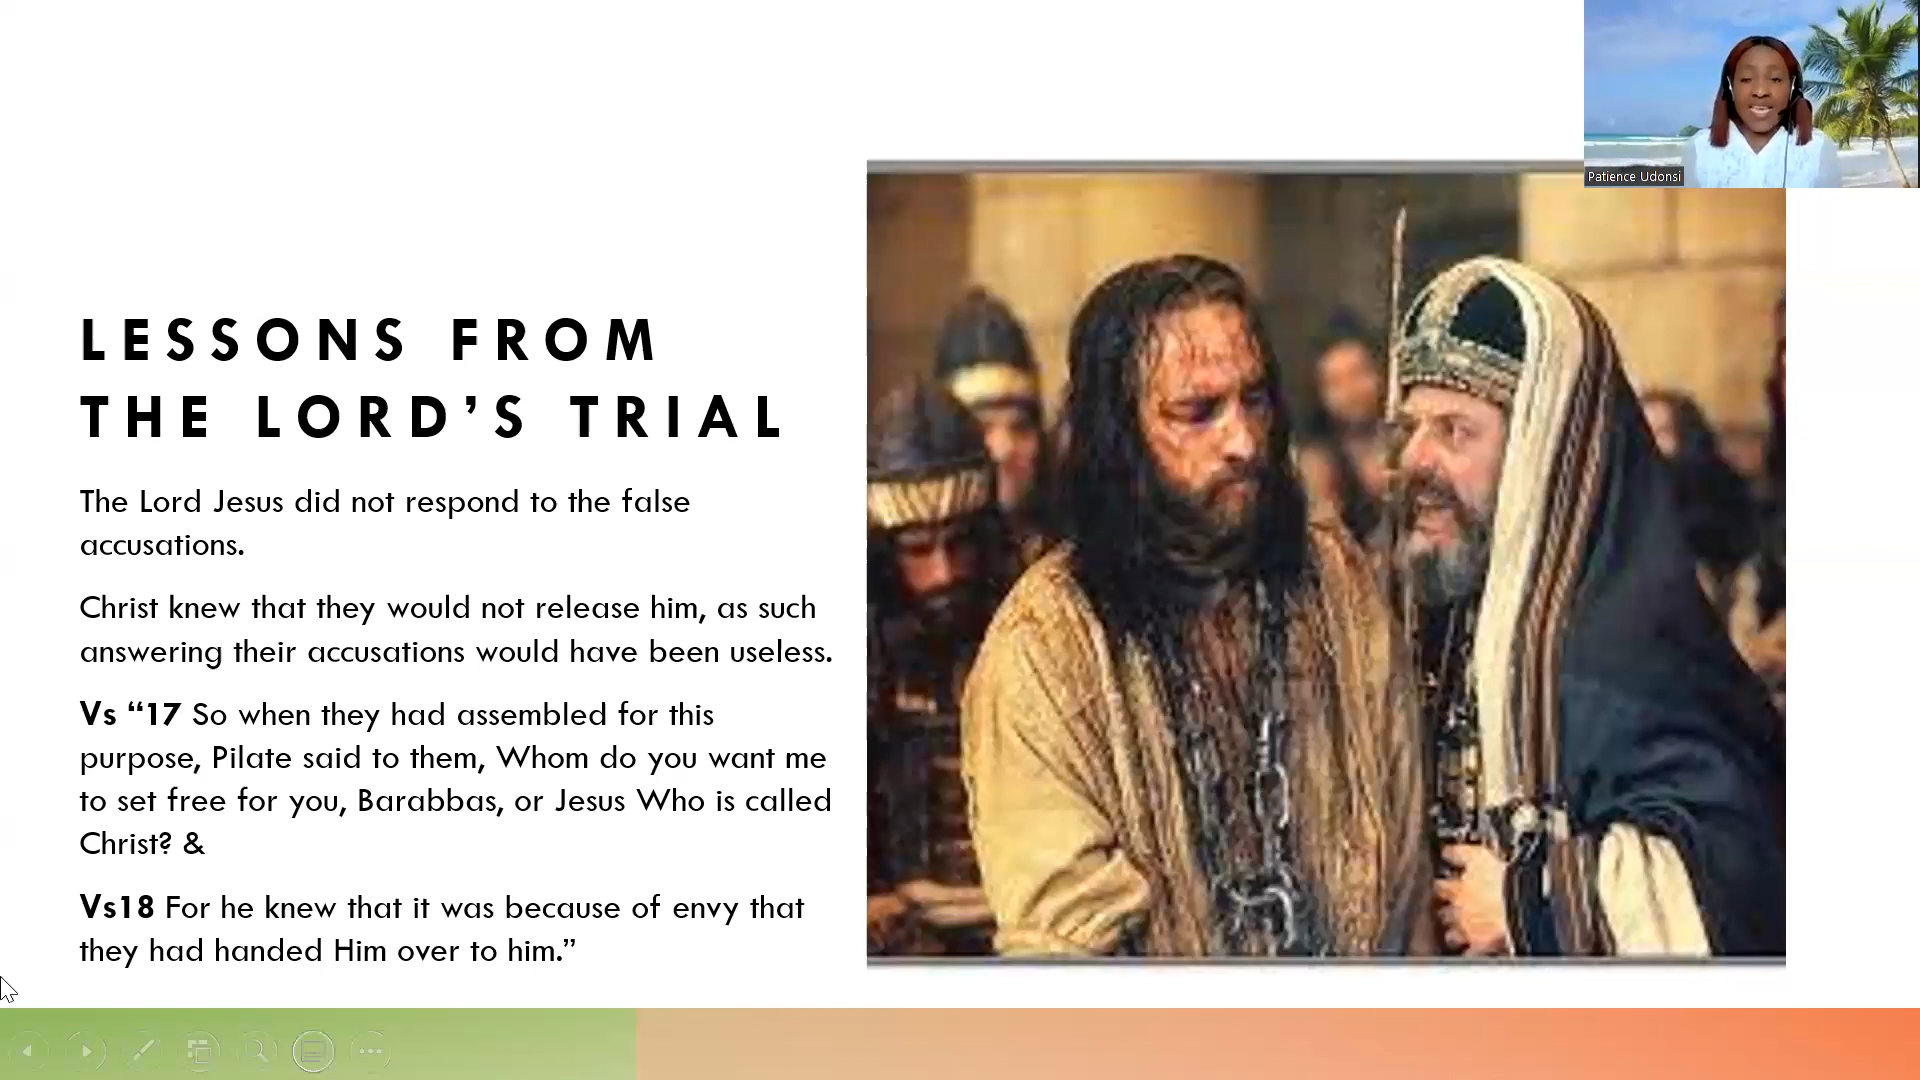 Patience Udonsi
LESSONS FROM
THE LORD’S TRIAL
The Lord Jesus did not respond to the false
accusations.
Christ knew that they would not release him, as such
answering their accusations would have been useless.
Vs “17 So when they had assembled for this
purpose, Pilate said to them, Whom do you want me
to set free for you, Barabbas, or Jesus Who is called
Christ? &
Vs18 For he knew that it was because of envy that
they had handed Him over to him.”